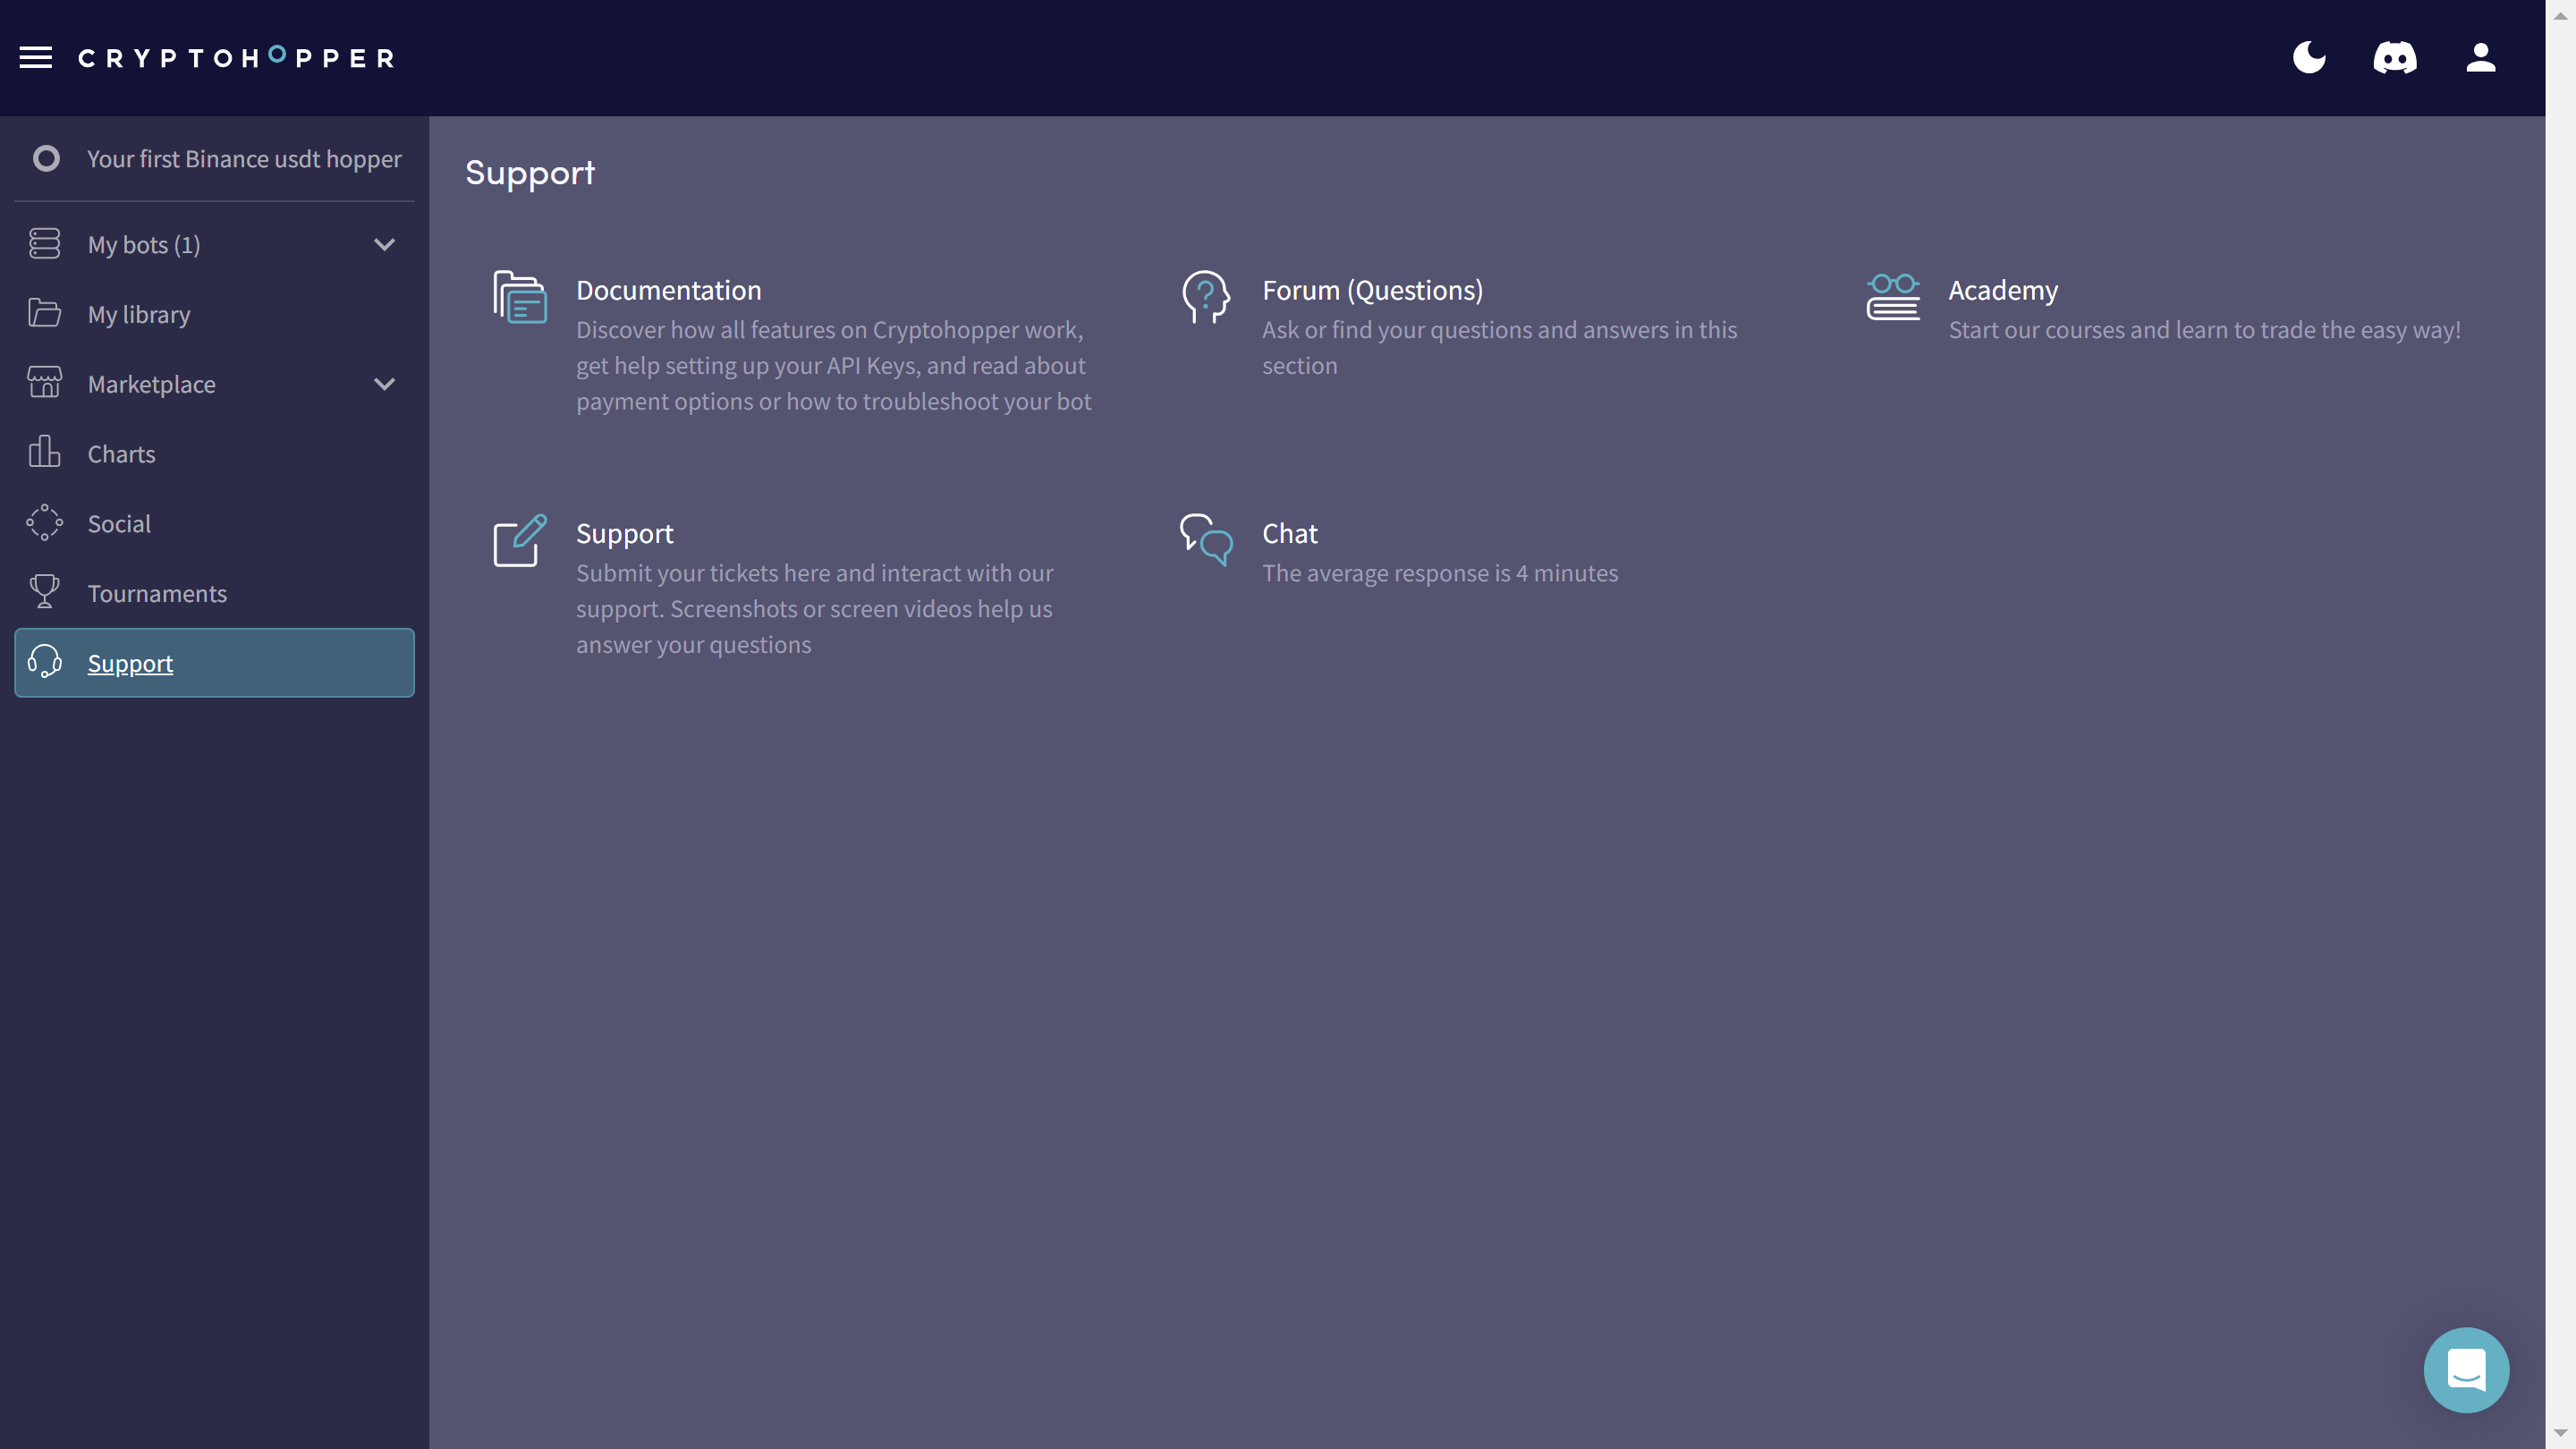 CRYPTOHOPPER
Your first Binance usdt hopper
My bots (1)
My library
Marketplace
Charts
Social
Tournaments
Support
Support
Documentation
Discover how all features on Cryptohopper work,
get help setting up your API Keys, and read about
payment options or how to troubleshoot your bot
Forum (Questions)
Ask or find your questions and answers in this
section
Academy
Start our courses and learn to trade the easy way!
Support
Submit your tickets here and interact with our
support. Screenshots or screen videos help us
answer your questions
Chat
The average response is 4 minutes